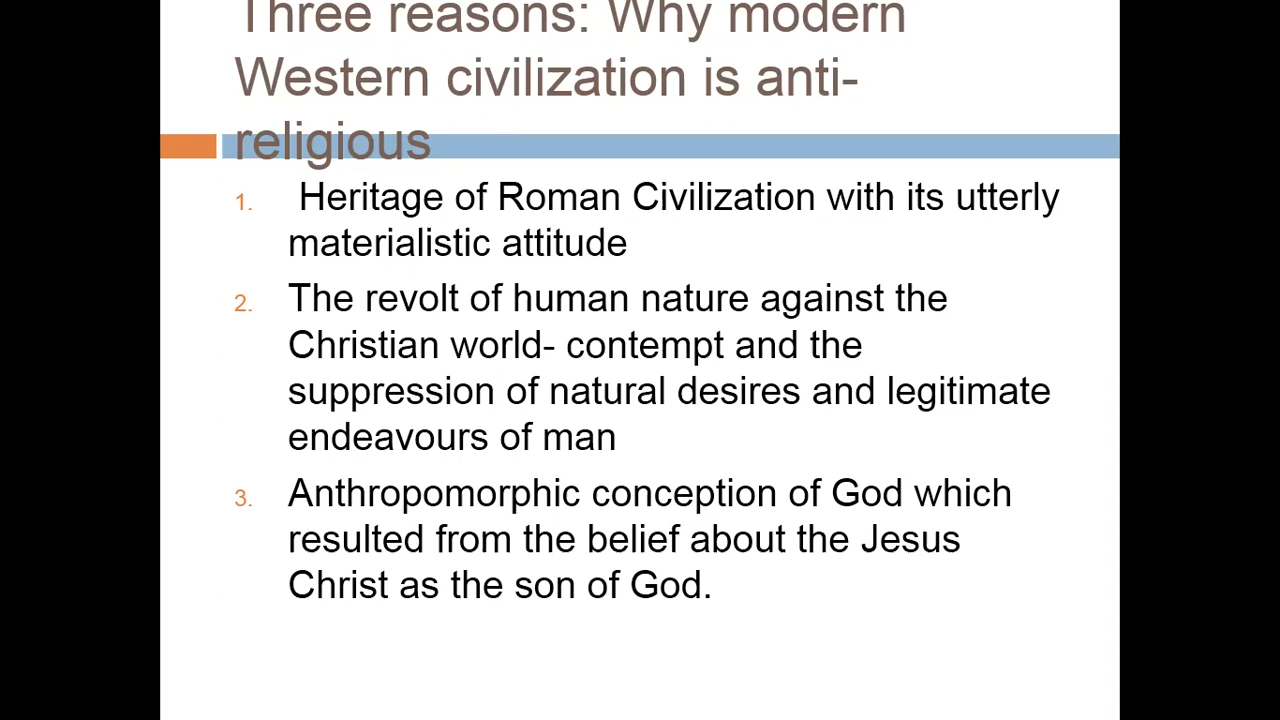 Three reasons: Why modern
Western civilization is anti-
religious
1. Heritage of Roman Civilization with its utterly
materialistic attitude
2. The revolt of human nature against the
Christian world- contempt and the
suppression of natural desires and legitimate
endeavours of man
3. Anthropomorphic conception of God which
resulted from the belief about the Jesus
Christ as the son of God.